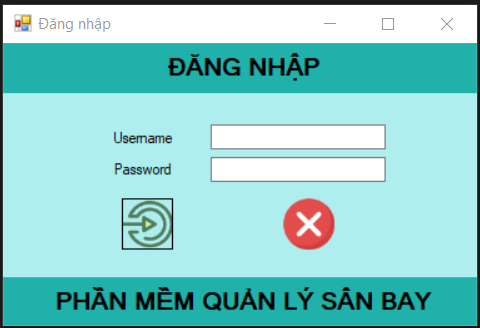 Đăng nhập
ĐĂNG NHẬP
Username
Password
PHẦN MỀM QUẢN LÝ SÂN BAY